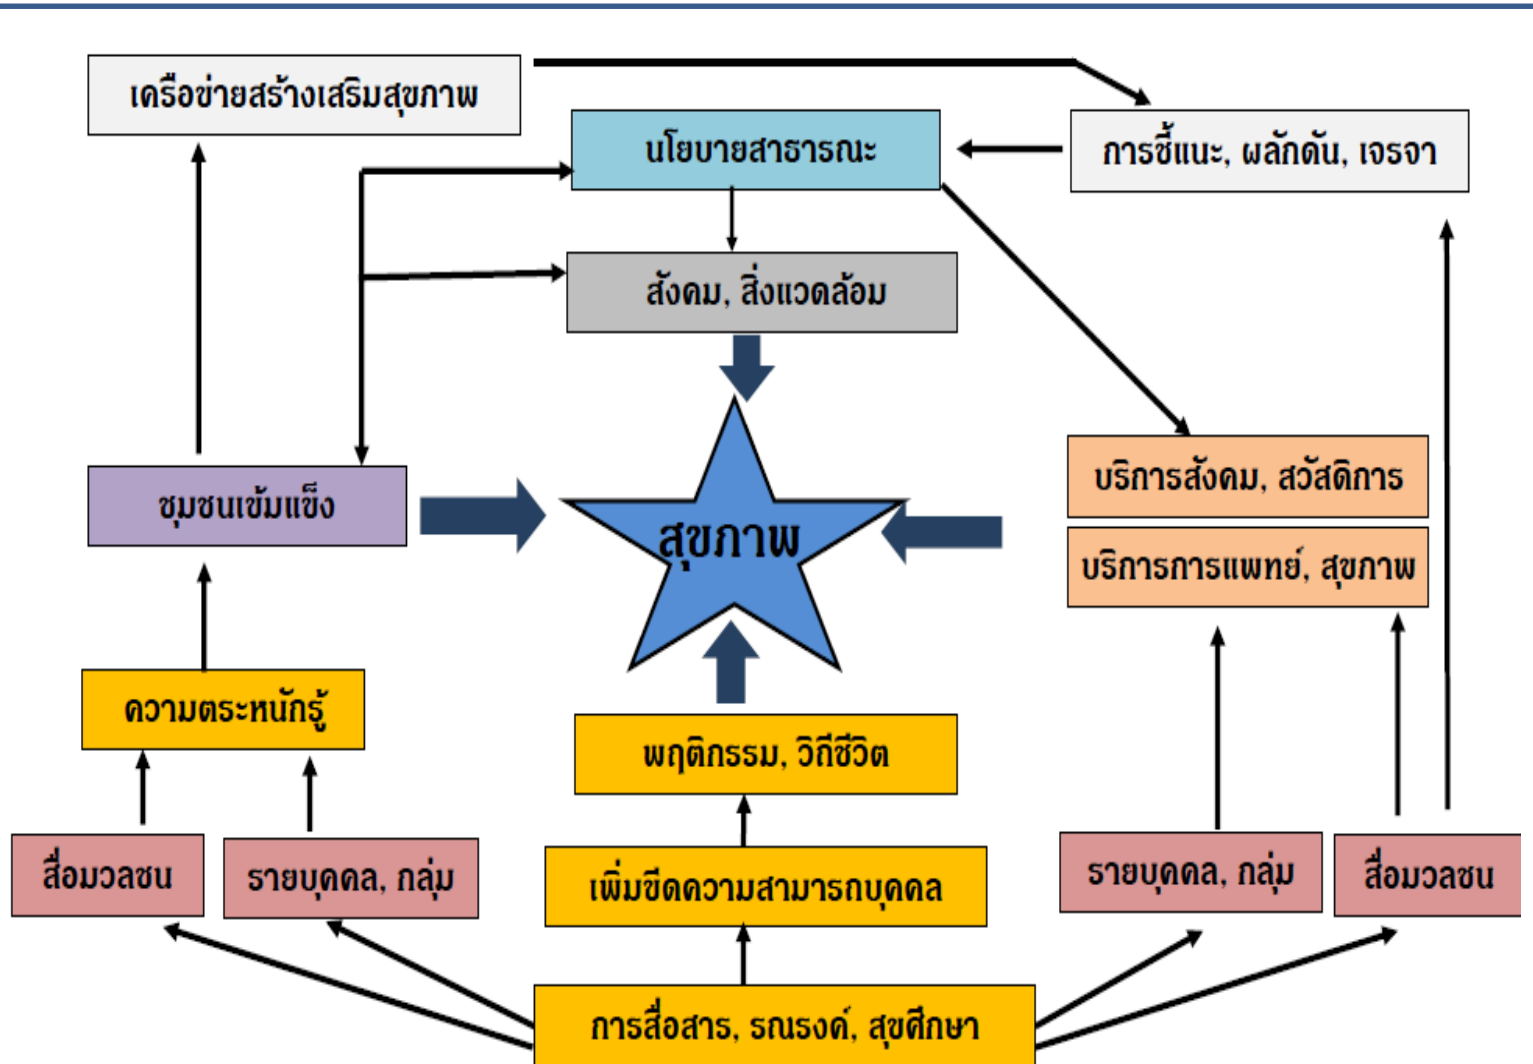 เครือข่ายสร้างเสริมสุขภาพ
นโยบายสาธารณะ
การชี้แนะ, ผลักดัน, เจรจา
สังคม, สิ่งแวดล้อม
บริการสังคม, สวัสดิการ
ชุมชนเข้มแข็ง
สุขภาพ
บริการการแพทย์, สุขภาพ
ความตระหนักรู้
พฤติกรรม, วิถีชีวิต
สื่อมวลชน
รายบุคคล, กลุ่ม
เพิ่มขีดความสามารถบุคคล
รายบุคคล, กลุ่ม
สื่อมวลชน
การสื่อสาร, รณรงค์, สุขศึกษา